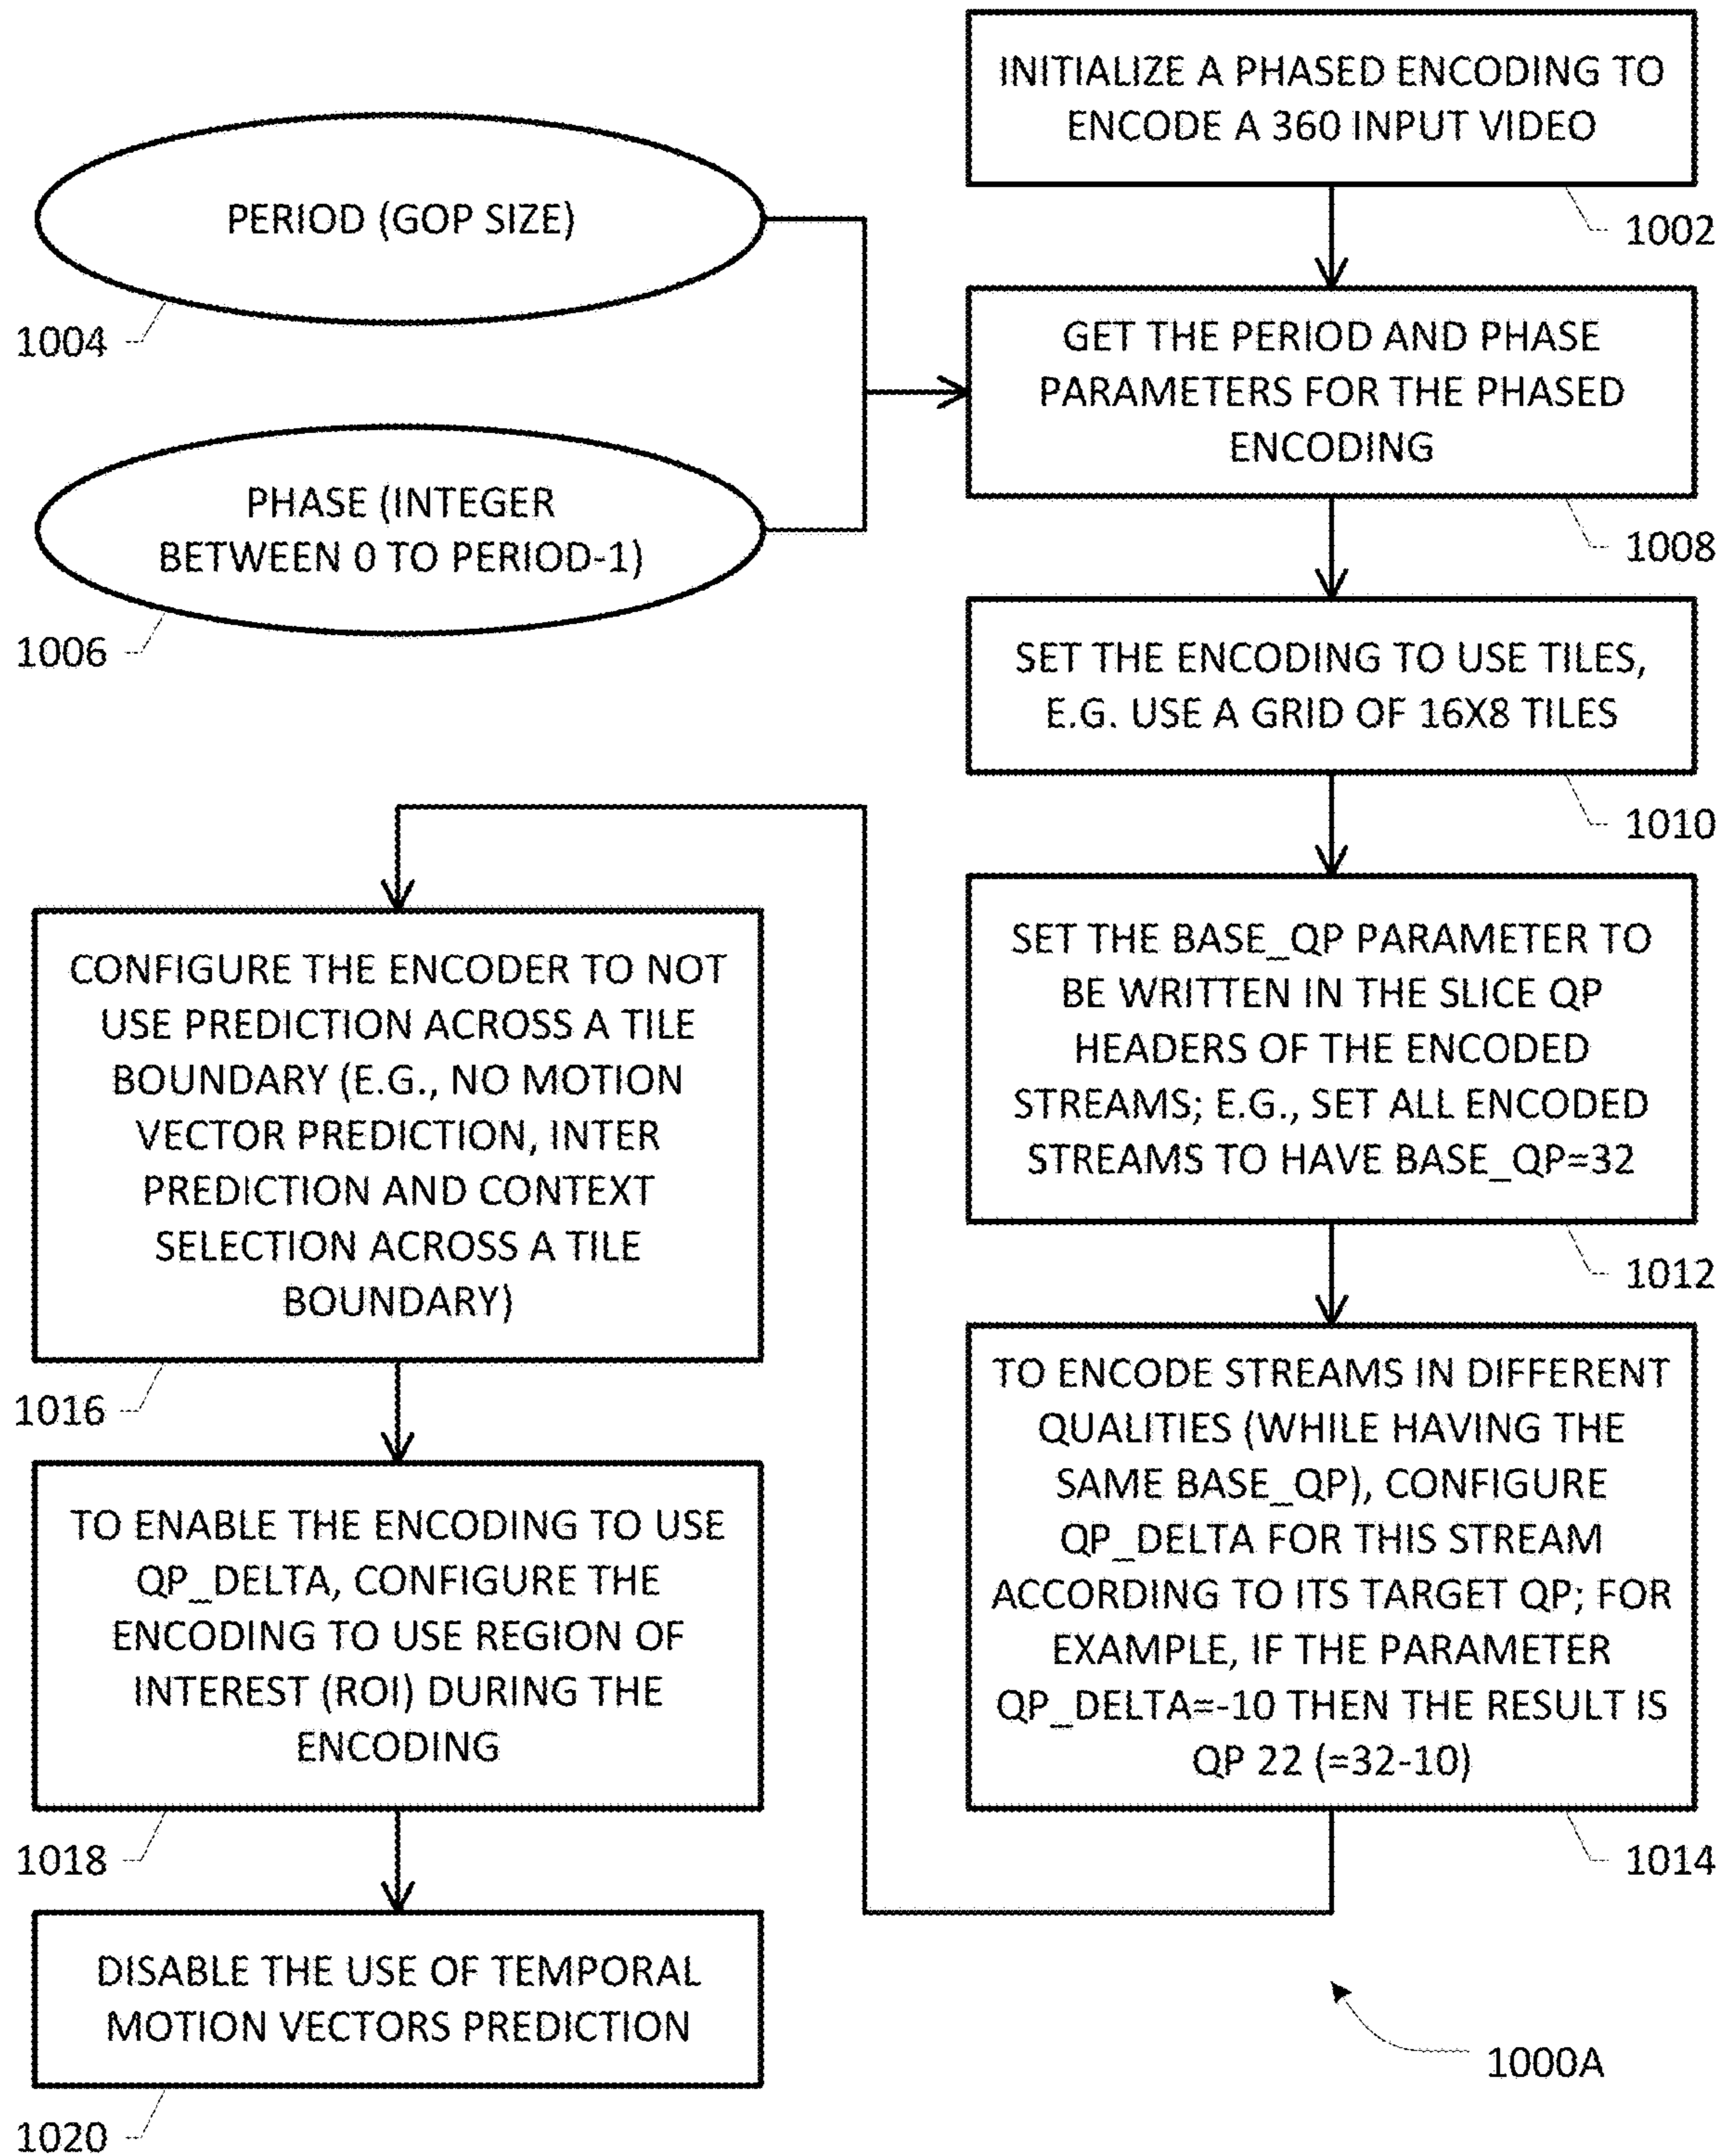 INITIALIZE A PHASED ENCODING TO
ENCODE A 360 INPUT VIDEO
1002
PERIOD (GOP SIZE)
1004
PHASE (INTEGER
BETWEEN 0 TO PERIOD-1)
1006
GET THE PERIOD AND PHASE
PARAMETERS FOR THE PHASED
ENCODING
1008
SET THE ENCODING TO USE TILES,
E.G. USE A GRID OF 16X8 TILES
1010
SET THE BASE_QP PARAMETER TO
BE WRITTEN IN THE SLICE QP
HEADERS OF THE ENCODED
STREAMS; E.G., SET ALL ENCODED
STREAMS TO HAVE BASE_QP=32
1012
TO ENCODE STREAMS IN DIFFERENT
QUALITIES (WHILE HAVING THE
SAME BASE_QP), CONFIGURE
QP_DELTA FOR THIS STREAM
ACCORDING TO ITS TARGET QP; FOR
EXAMPLE, IF THE PARAMETER
QP_DELTA=-10 THEN THE RESULT IS
QP 22 (=32-10)
1014
CONFIGURE THE ENCODER TO NOT
USE PREDICTION ACROSS A TILE
BOUNDARY (E.G., NO MOTION
VECTOR PREDICTION, INTER
PREDICTION AND CONTEXT
SELECTION ACROSS A TILE
BOUNDARY)
1016
TO ENABLE THE ENCODING TO USE
QP_DELTA, CONFIGURE THE
ENCODING TO USE REGION OF
INTEREST (ROI) DURING THE
ENCODING
1018
DISABLE THE USE OF TEMPORAL
MOTION VECTORS PREDICTION
1020
1000A